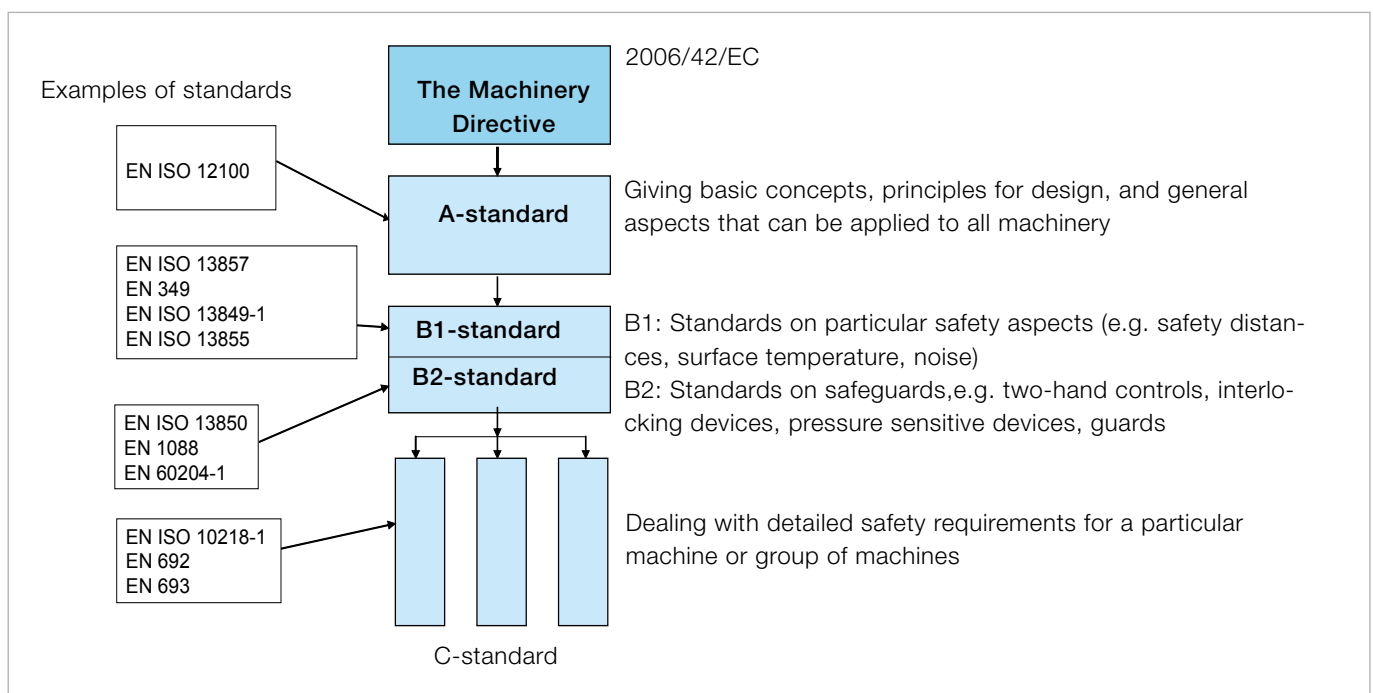 2006/42/EC
Examples of standards
The Machinery
Directive
EN ISO 12100
A-standard
Giving basic concepts, principles for design, and general
aspects that can be applied to all machinery
EN ISO 13857
EN 349
EN ISO 13849-1
EN ISO 13855
B1-standard
B2-standard
B1: Standards on particular safety aspects (e.g. safety distan-
ces, surface temperature, noise)
B2: Standards on safeguards,e.g. two-hand controls, interlo-
cking devices, pressure sensitive devices, guards
EN ISO 13850
EN 1088
EN 60204-1
EN ISO 10218-1
EN 692
EN 693
Dealing with detailed safety requirements for a particular
machine or group of machines
C-standard